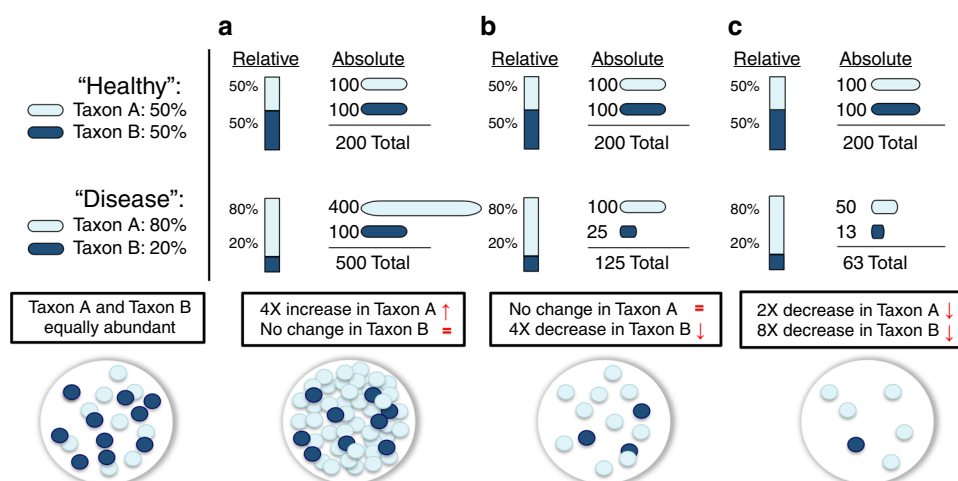 a
b
c
"Healthy":
Taxon A: 50%
Taxon B: 50%
Relative Absolute
50%
50%
100
100
200 Total
Relative Absolute
50%
50%
100
100
200 Total
Relative Absolute
50%
50%
100
100
200 Total
"Disease":
Taxon A: 80%
Taxon B: 20%
80%
20%
400
100
500 Total
80%
20%
100
25
125 Total
80%
20%
50
13
63 Total
Taxon A and Taxon B
equally abundant
4X increase in Taxon A ↑
No change in Taxon B =
No change in Taxon A =
4X decrease in Taxon B ↓
2X decrease in Taxon A ↓
8X decrease in Taxon B ↓